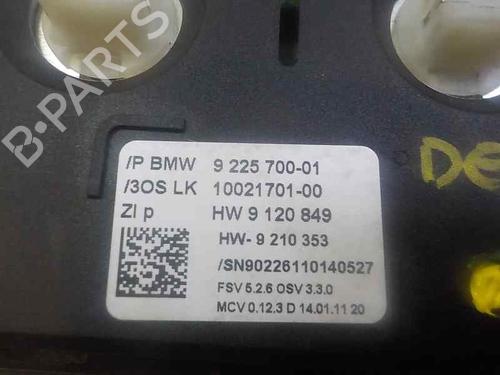 B-PARTS
/P BMW 9 225 700-01
/3OS LK 10021701-00
ZI p HW 9 120 849
HW- 9 210 353
/SN90226110140527
FSV 5.2.6 OSV 3.3.0
MCV 0.12.3 D 14.01.11 20